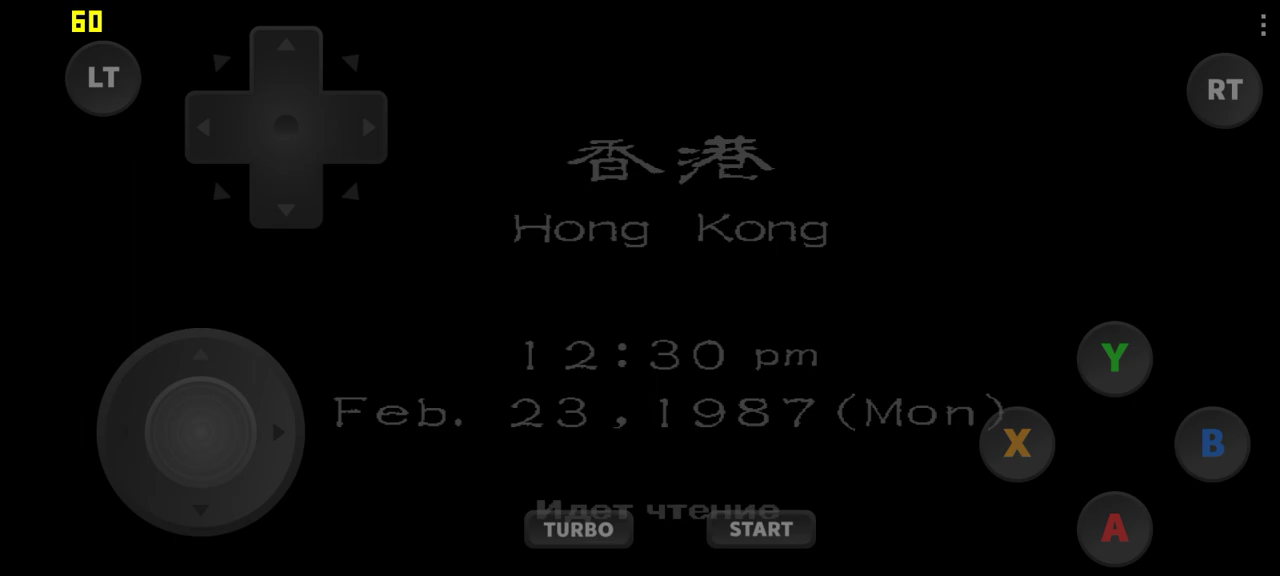 60
LT
RT
香港
Hong Kong
12:30 pm
Feb. 23,1987(Mon)
Y
X
B
Идет чтение
TURBO
START
A